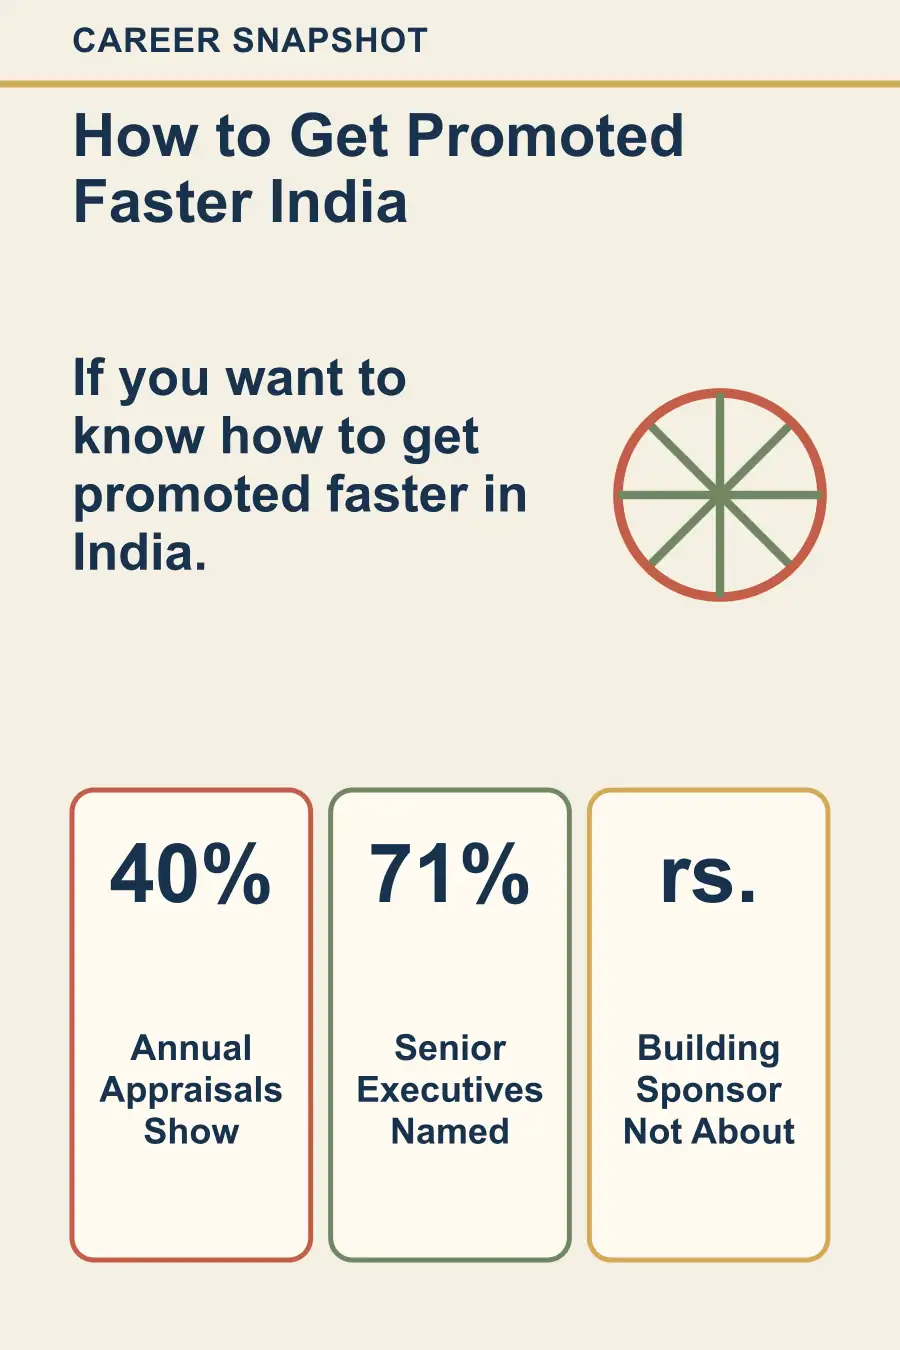 CAREER SNAPSHOT
How to Get Promoted
Faster India
If you want to
know how to get
promoted faster in
India.
40%
Annual
Appraisals
Show
71%
Senior
Executives
Named
rs.
Building
Sponsor
Not About